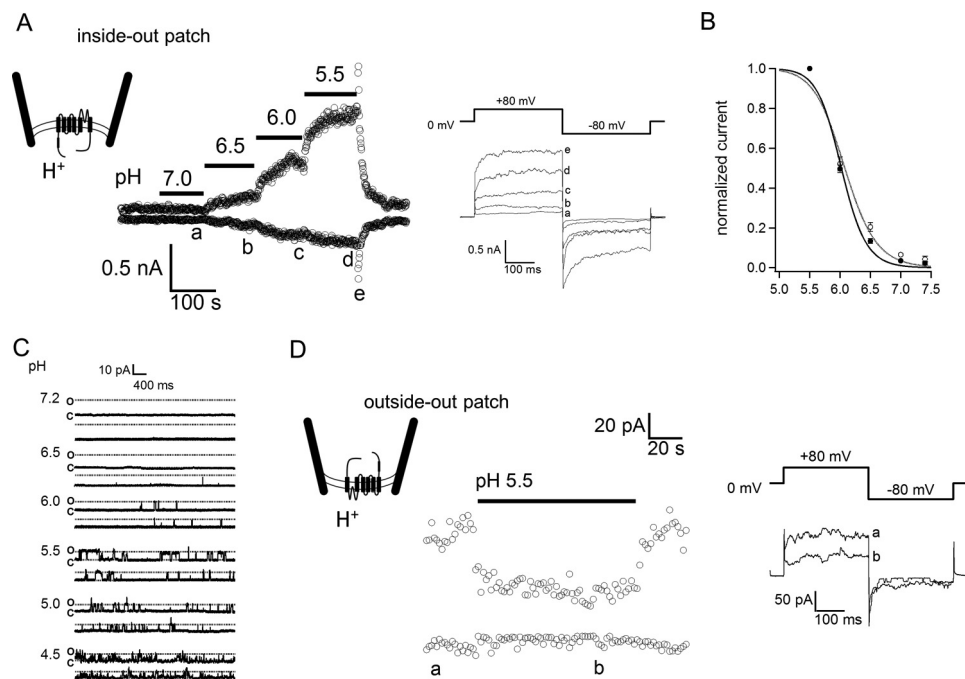 A
inside-out patch
H+
pH
7.0
6.5
6.0
5.5
a
b
c
d
e
0.5 nA
100 s
+80 mV
0 mV
-80 mV
e
d
c
b
a
0.5 nA
100 ms
B
normalized current
1.0
0.8
0.6
0.4
0.2
0.0
5.0 5.5 6.0 6.5 7.0 7.5
C
pH
10 pA
400 ms
7.2 o
c
6.5 o
c
6.0 o
c
5.5 o
c
5.0 o
c
4.5 o
c
D
outside-out patch
H+
20 pA
20 s
pH 5.5
a
b
+80 mV
0 mV
-80 mV
a
b
50 pA
100 ms